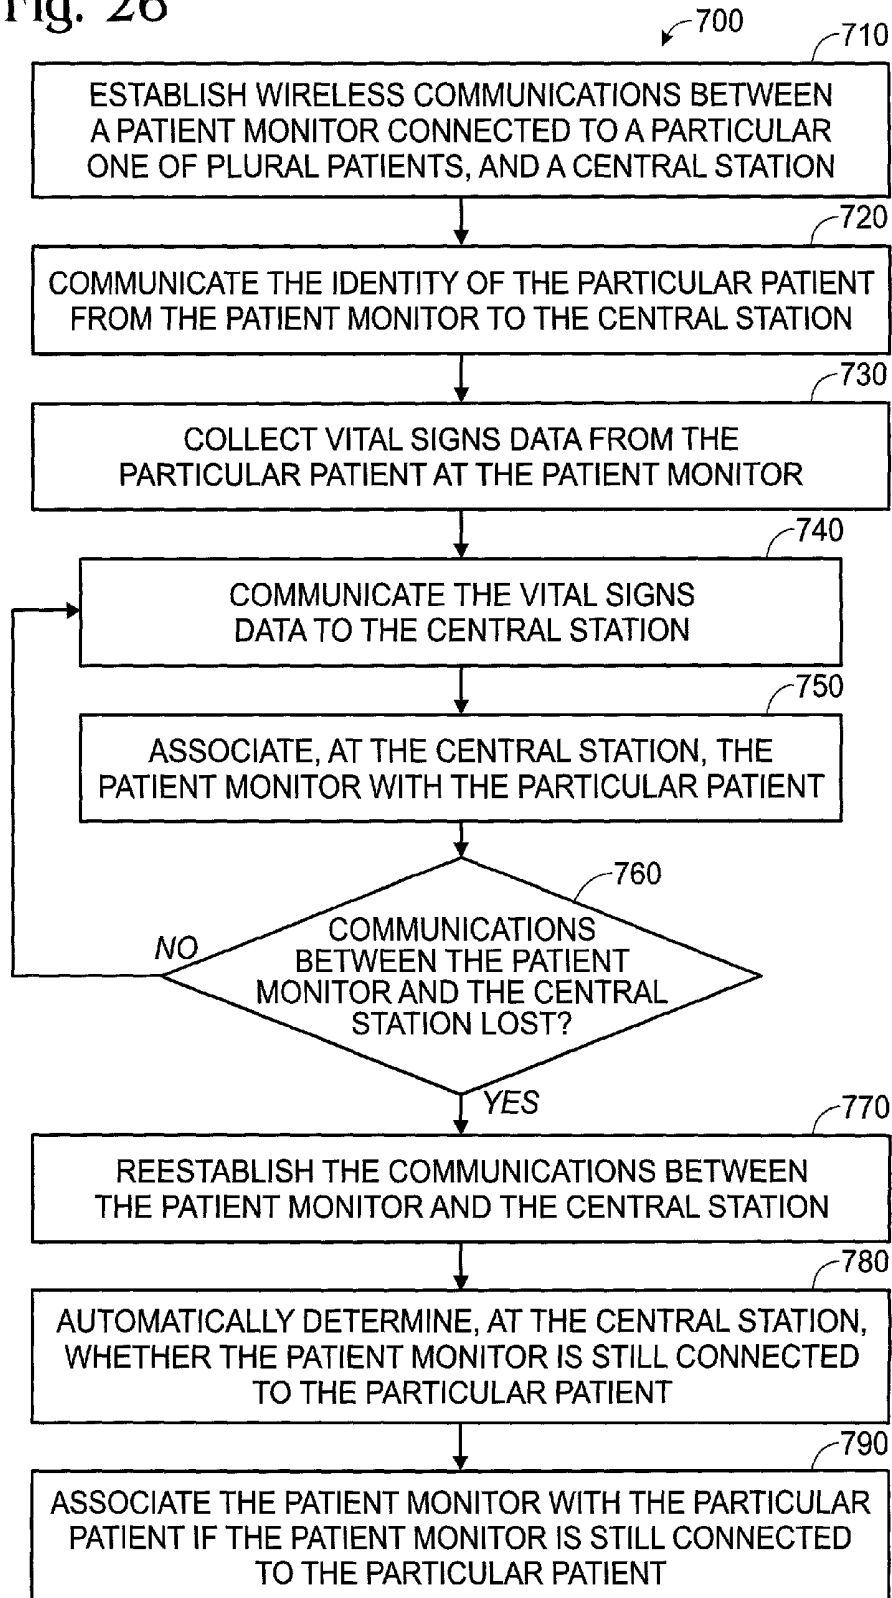 Fig. 26
700
710
ESTABLISH WIRELESS COMMUNICATIONS BETWEEN
A PATIENT MONITOR CONNECTED TO A PARTICULAR
ONE OF PLURAL PATIENTS, AND A CENTRAL STATION
720
COMMUNICATE THE IDENTITY OF THE PARTICULAR PATIENT
FROM THE PATIENT MONITOR TO THE CENTRAL STATION
730
COLLECT VITAL SIGNS DATA FROM THE
PARTICULAR PATIENT AT THE PATIENT MONITOR
740
COMMUNICATE THE VITAL SIGNS
DATA TO THE CENTRAL STATION
750
ASSOCIATE, AT THE CENTRAL STATION, THE
PATIENT MONITOR WITH THE PARTICULAR PATIENT
760
COMMUNICATIONS
BETWEEN THE PATIENT
MONITOR AND THE CENTRAL
STATION LOST?
NO
YES
770
REESTABLISH THE COMMUNICATIONS BETWEEN
THE PATIENT MONITOR AND THE CENTRAL STATION
780
AUTOMATICALLY DETERMINE, AT THE CENTRAL STATION,
WHETHER THE PATIENT MONITOR IS STILL CONNECTED
TO THE PARTICULAR PATIENT
790
ASSOCIATE THE PATIENT MONITOR WITH THE PARTICULAR
PATIENT IF THE PATIENT MONITOR IS STILL CONNECTED
TO THE PARTICULAR PATIENT